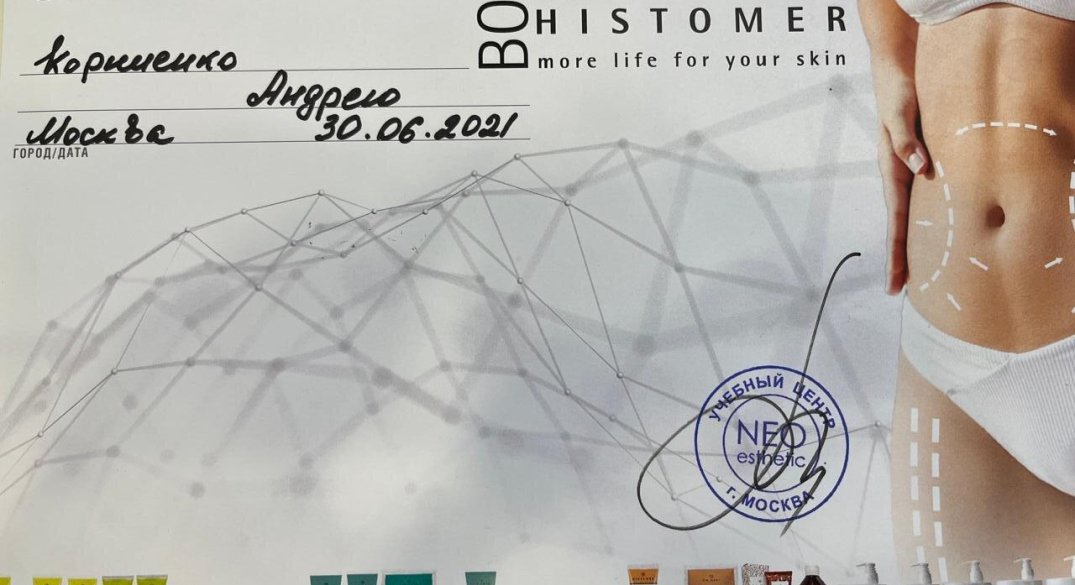 BO HISTOMER
more life for your skin
Корниенко
Андрею
Москва 30.06.2021
ГОРОД/ДАТА
УЧЕБНЫЙ ЦЕНТР
NEO
esthetic
г. МОСКВА